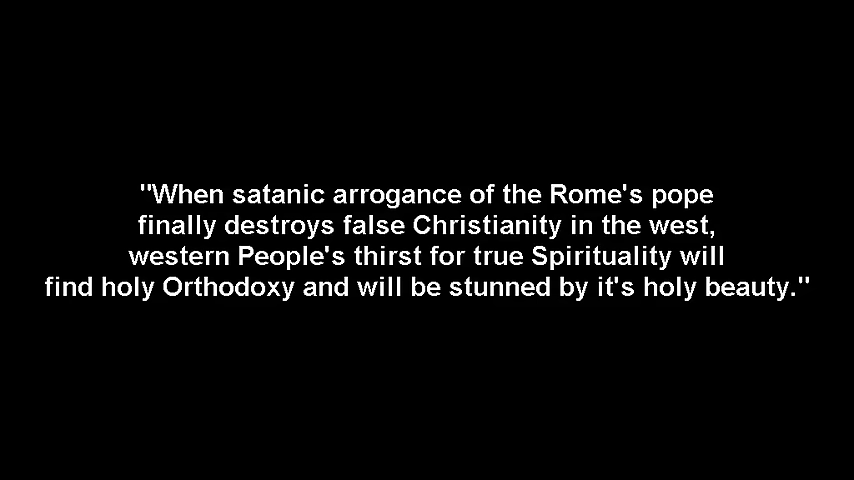 "When satanic arrogance of the Rome's pope
finally destroys false Christianity in the west,
western People's thirst for true Spirituality will
find holy Orthodoxy and will be stunned by it's holy beauty."